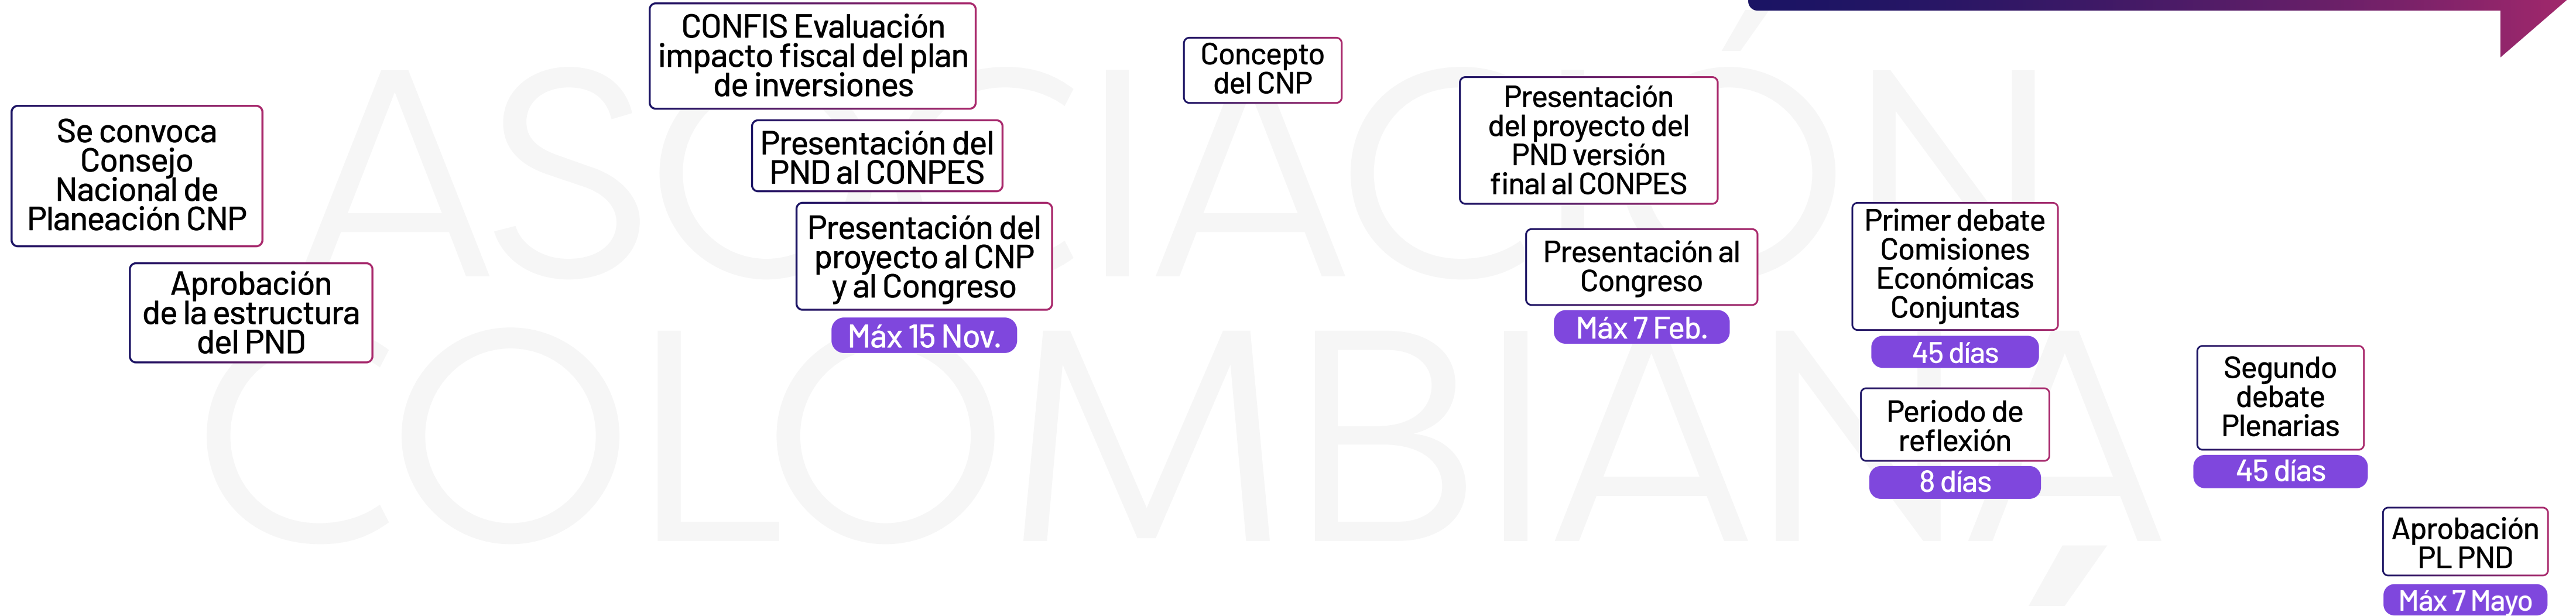 Se convoca
Consejo
Nacional de
Planeación CNP
Aprobación
de la estructura
del PND
CONFIS Evaluación
impacto fiscal del plan
de inversiones
Presentación del
PND al CONPES
Presentación del
proyecto al CNP
y al Congreso
Máx 15 Nov.
Concepto
del CNP
Presentación
del proyecto del
PND versión
final al CONPES
Presentación al
Congreso
Máx 7 Feb.
Primer debate
Comisiones
Económicas
Conjuntas
45 días
Periodo de
reflexión
8 días
Segundo
debate
Plenarias
45 días
Aprobación
PL PND
Máx 7 Mayo
ASOCIACIÓN
COLOMBIANA